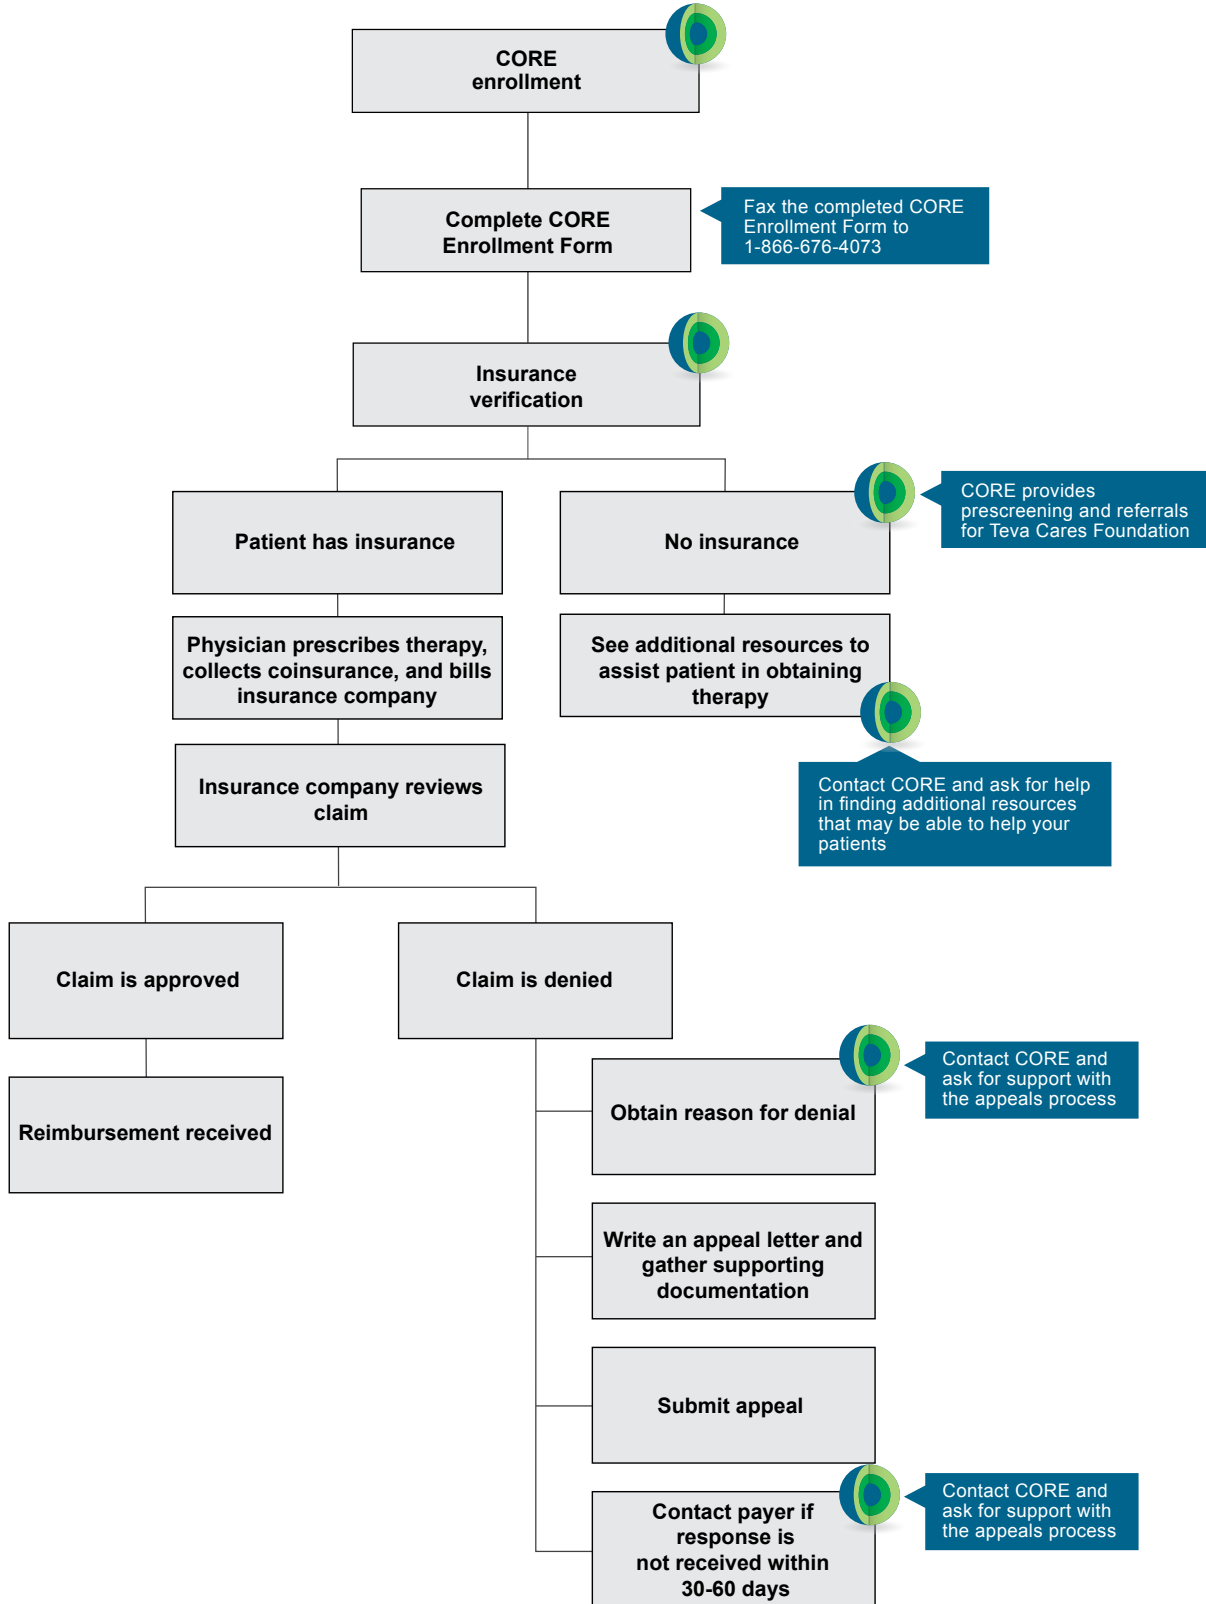 CORE
enrollment
Complete CORE
Enrollment Form
Fax the completed CORE
Enrollment Form to
1-866-676-4073
Insurance
verification
Patient has insurance
No insurance
CORE provides
prescreening and referrals
for Teva Cares Foundation
Physician prescribes therapy,
collects coinsurance, and bills
insurance company
See additional resources to
assist patient in obtaining
therapy
Insurance company reviews
claim
Contact CORE and ask for help
in finding additional resources
that may be able to help your
patients
Claim is approved
Claim is denied
Reimbursement received
Obtain reason for denial
Contact CORE and
ask for support with
the appeals process
Write an appeal letter and
gather supporting
documentation
Submit appeal
Contact payer if
response is
not received within
30-60 days
Contact CORE and
ask for support with
the appeals process